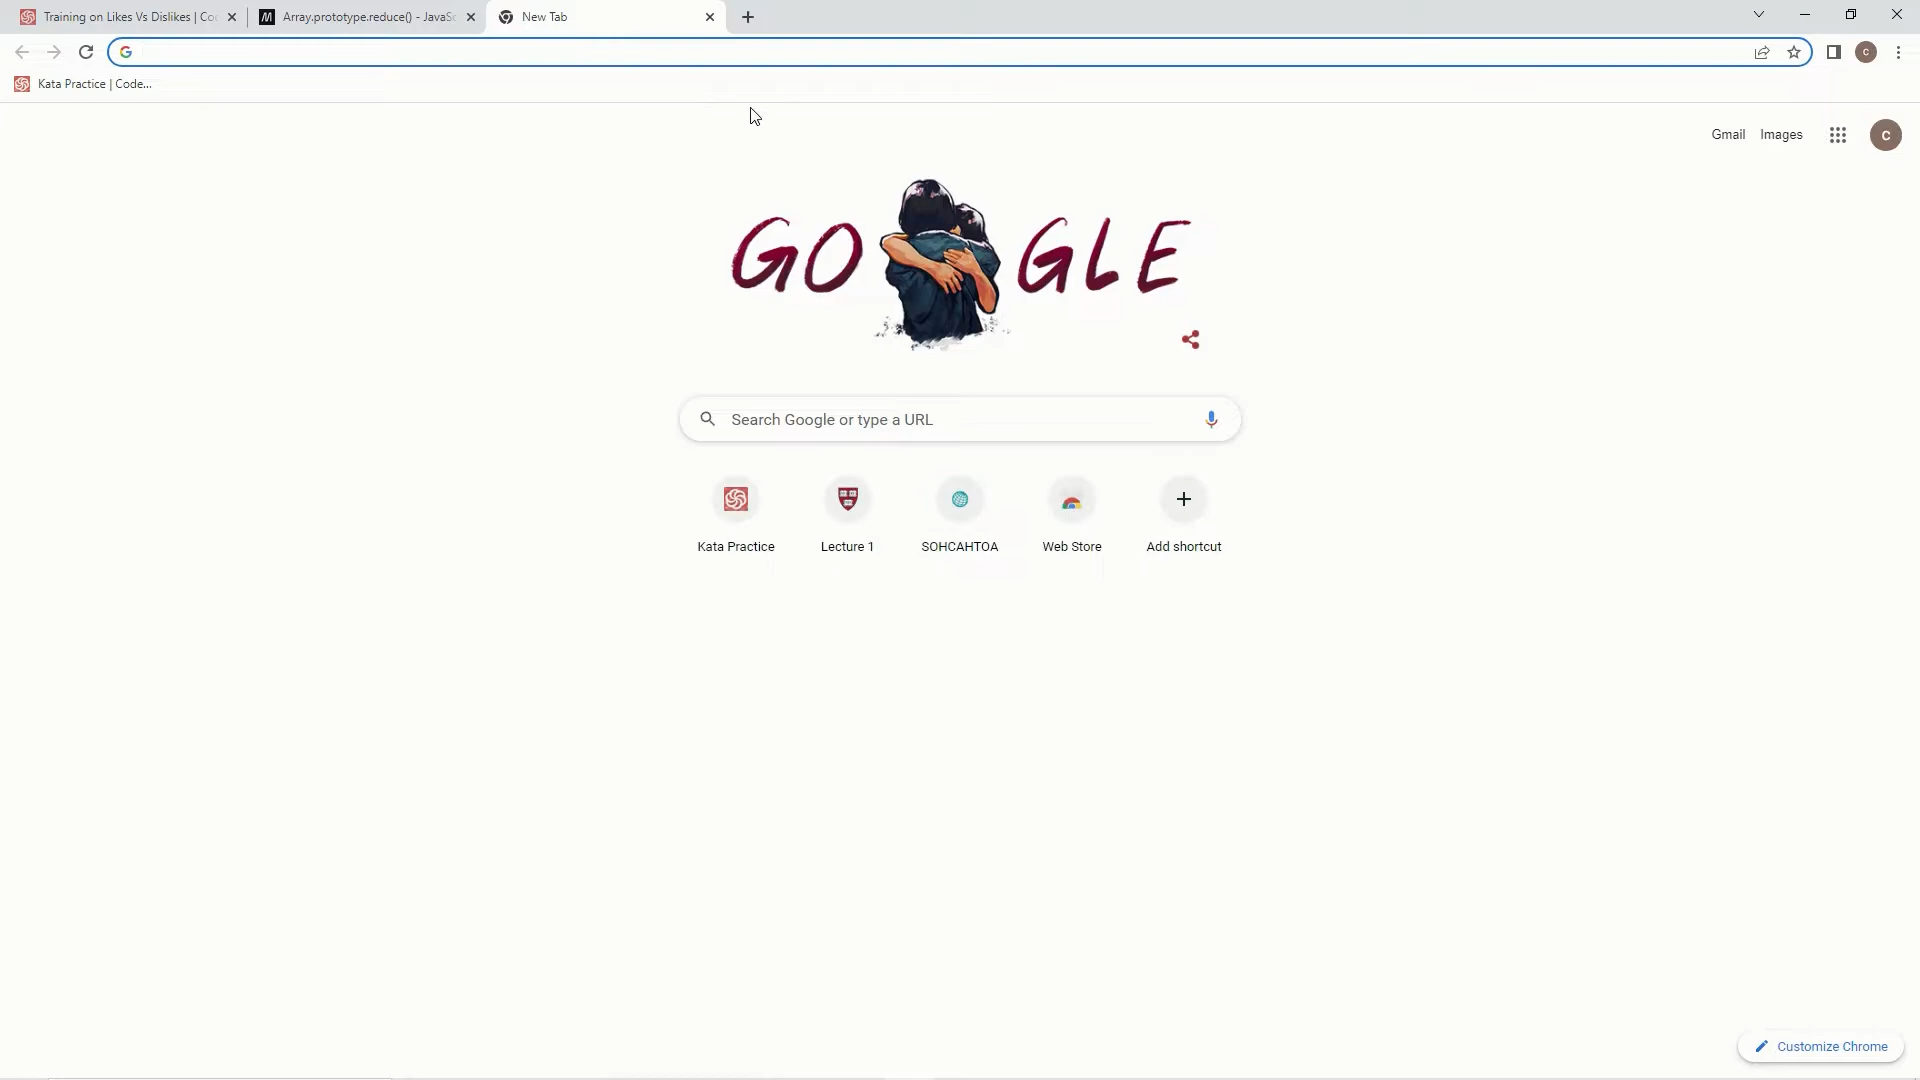 Training on Likes Vs Dislikes | Co
Array.prototype.reduce() - JavaSc
New Tab
Kata Practice | Code...
Gmail
Images
C
GO GLE
Search Google or type a URL
Kata Practice
Lecture 1
SOHCAHTOA
Web Store
Add shortcut
Customize Chrome